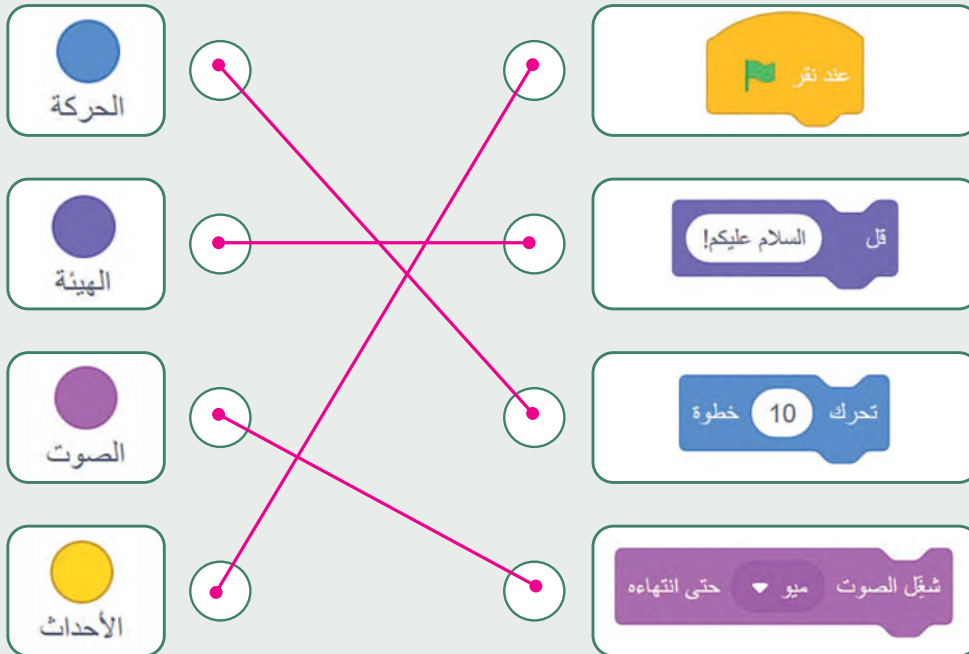 عند نقر
الحركة
قل السلام عليكم!
الهيئة
تحرك 10 خطوة
الصوت
شغّل الصوت ميو حتى انتهاءه
الأحداث